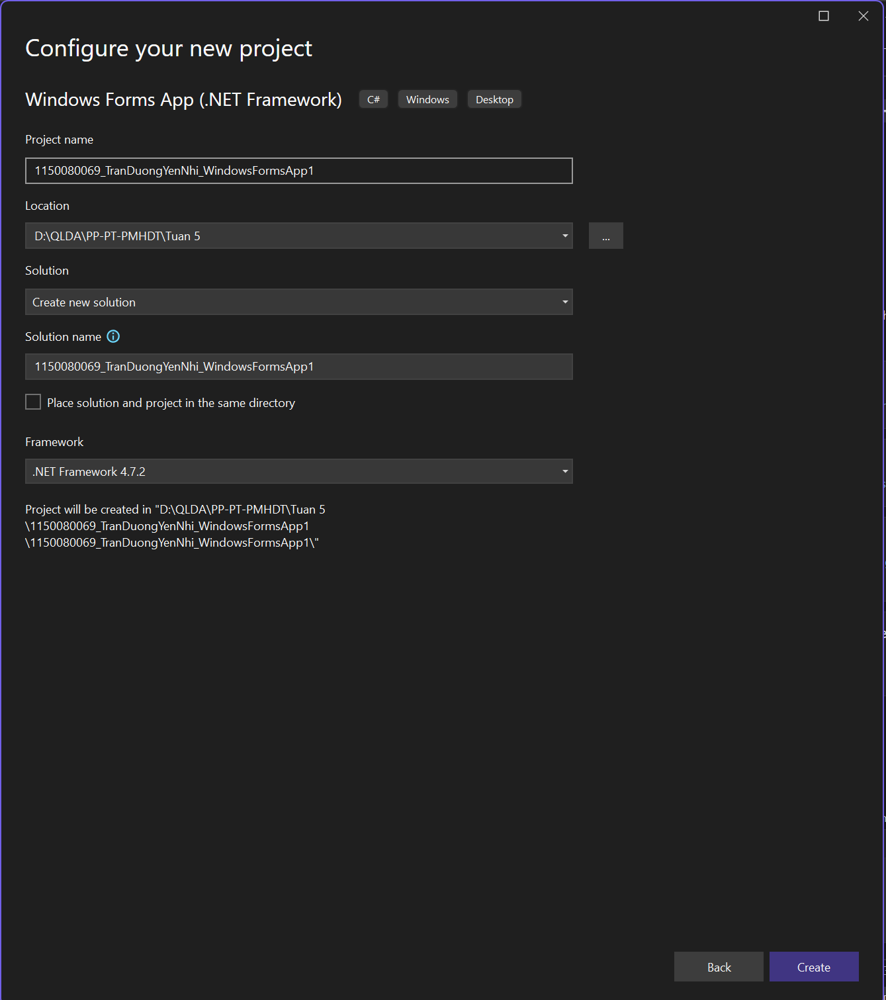 Configure your new project
Windows Forms App (.NET Framework) C# Windows Desktop
Project name
1150080069_TranDuongYenNhi_WindowsFormsApp1
Location
D:\QLDA\PP-PT-PMHDT\Tuan 5 ...
Solution
Create new solution
Solution name
1150080069_TranDuongYenNhi_WindowsFormsApp1
Place solution and project in the same directory
Framework
.NET Framework 4.7.2
Project will be created in "D:\QLDA\PP-PT-PMHDT\Tuan 5
\1150080069_TranDuongYenNhi_WindowsFormsApp1
\1150080069_TranDuongYenNhi_WindowsFormsApp1\"
Back Create